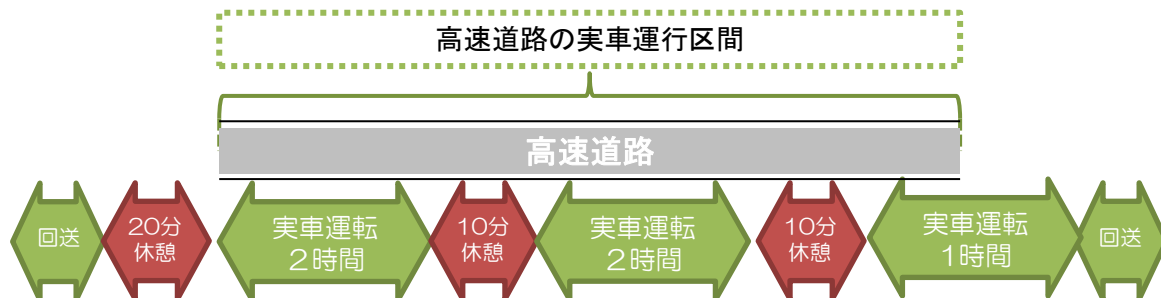 高速道路の実車運行区間
高速道路
回送
20分
休憩
実車運転
２時間
10分
休憩
実車運転
２時間
10分
休憩
実車運転
１時間
回送